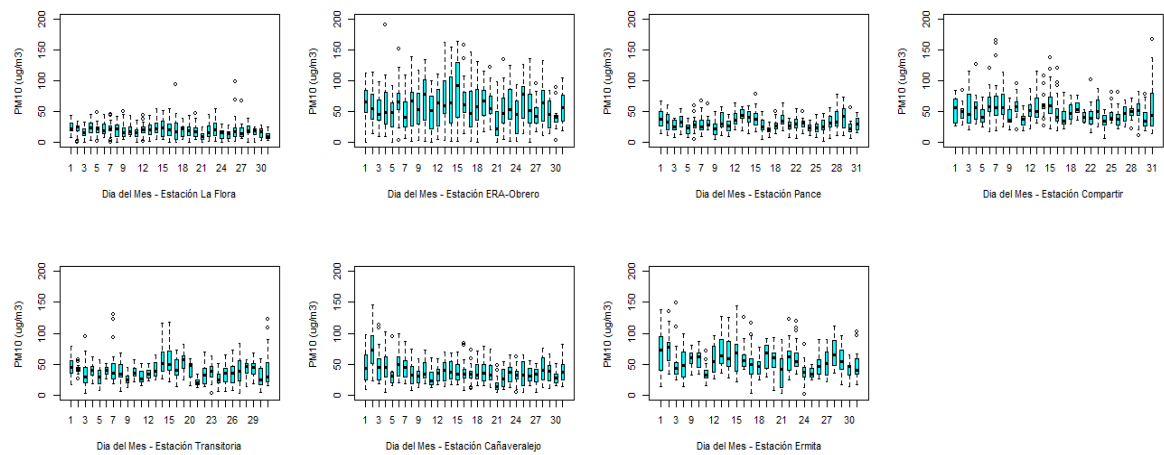 PM10 (ug/m3)
200
150
100
50
0
1 3 5 7 9 12 15 18 21 24 27 30
Dia del Mes - Estación La Flora
PM10 (ug/m3)
200
150
100
50
0
1 3 5 7 9 12 15 18 21 24 27 30
Dia del Mes - Estación ERA-Obrero
PM10 (ug/m3)
200
150
100
50
0
1 3 6 9 12 15 18 22 25 28 31
Dia del Mes - Estación Pance
PM10 (ug/m3)
200
150
100
50
0
1 3 6 9 12 15 18 22 25 28 31
Dia del Mes - Estación Compartir
PM10 (ug/m3)
200
150
100
50
0
1 3 5 7 9 12 15 17 20 23 26 29
Dia del Mes - Estación Transitoria
PM10 (ug/m3)
200
150
100
50
0
1 3 5 7 9 12 15 18 21 24 27 30
Dia del Mes - Estación Cañaveralejo
PM10 (ug/m3)
200
150
100
50
0
1 3 6 9 12 15 18 21 24 27 30
Dia del Mes - Estación Ermita